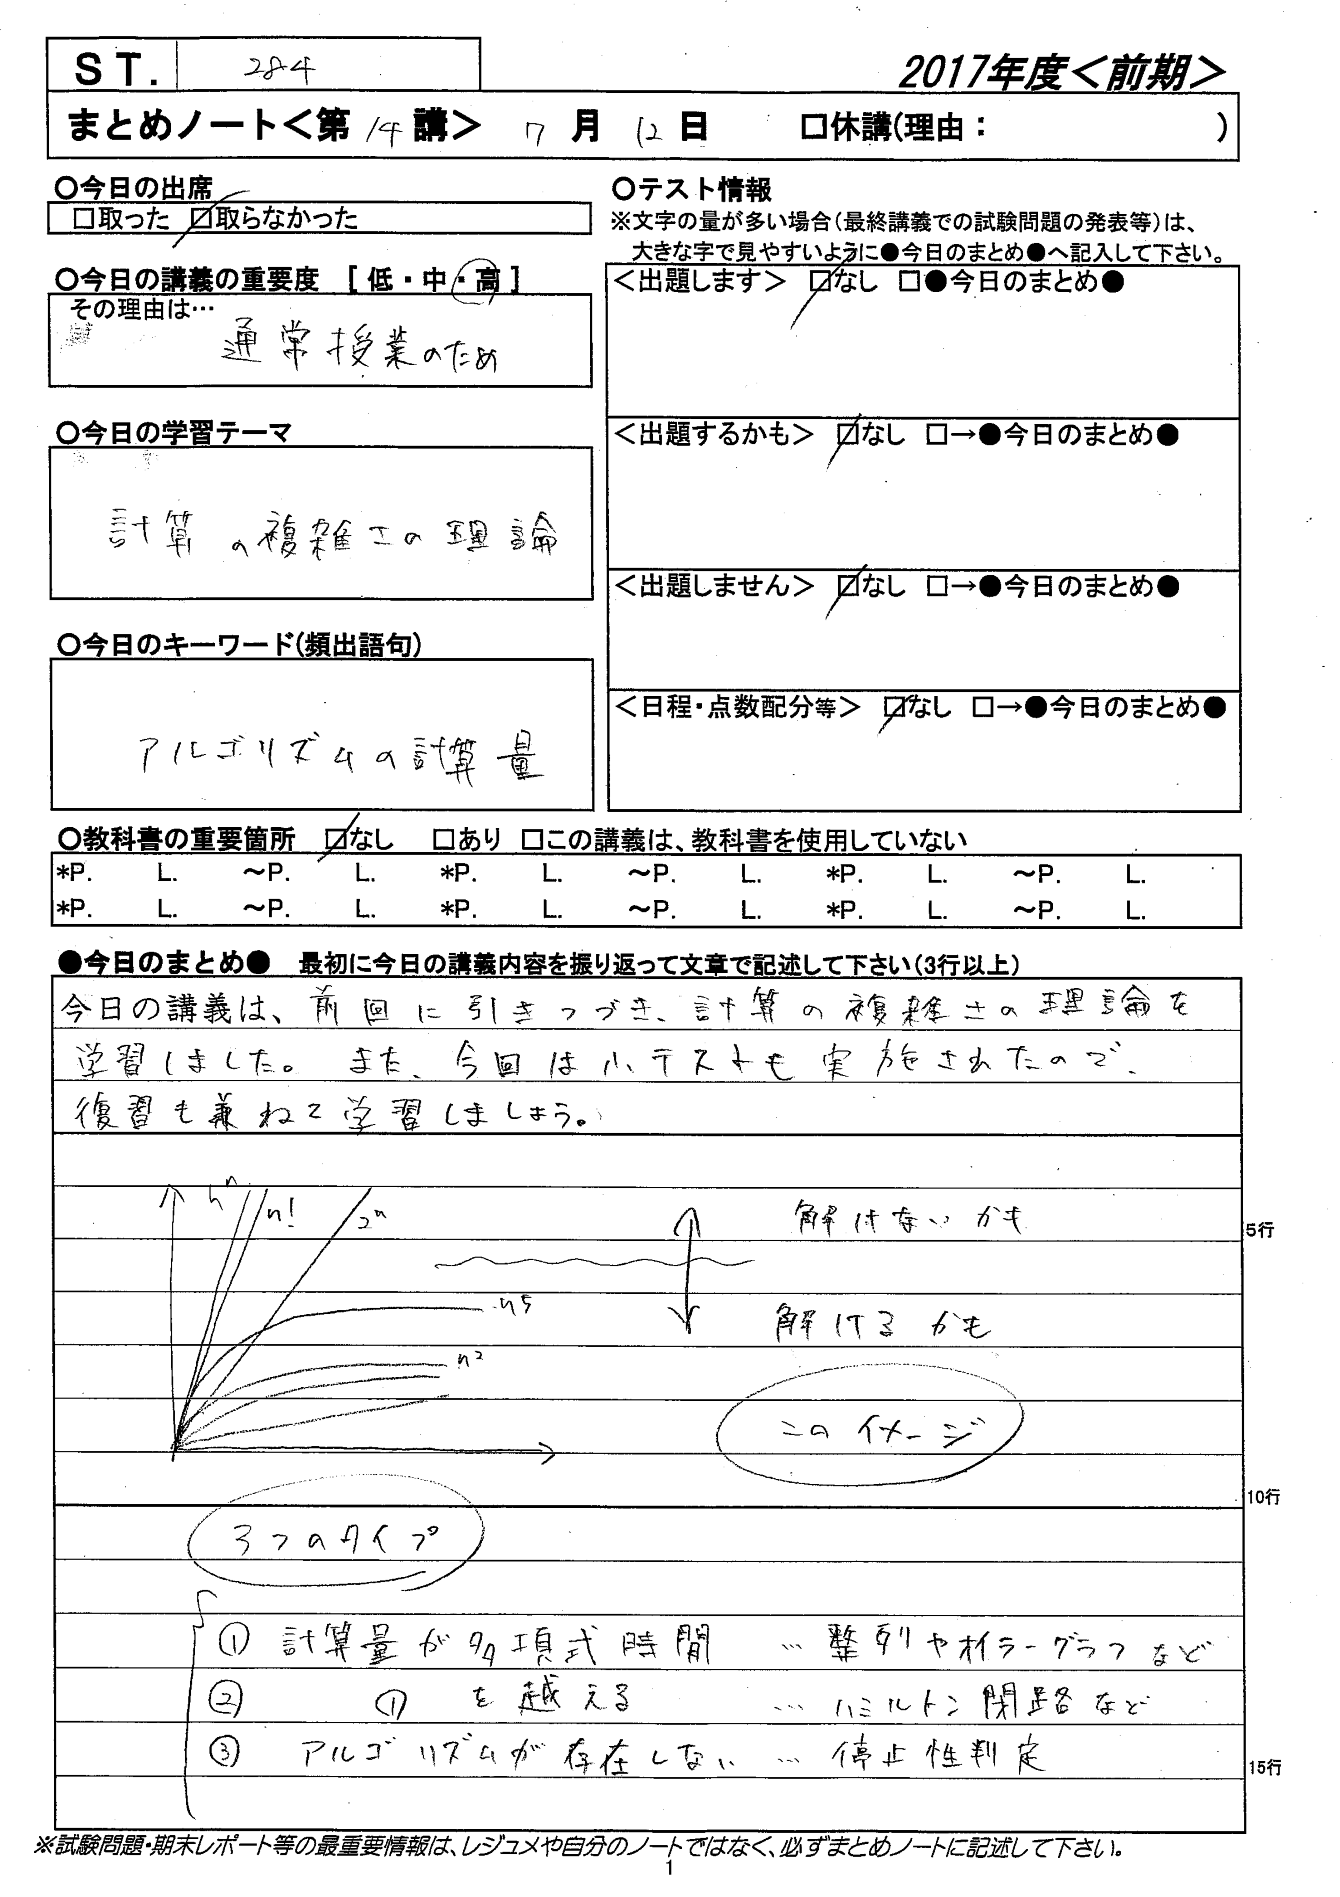 ST. 284
2017年度<前期>
まとめノート<第14講> 7月12日 □休講(理由: )
○今日の出席
□取った ☑取らなかった
○今日の講義の重要度 [低・中・高]
その理由は…
通常授業のため
○今日の学習テーマ
計算の複雑さの理論
○今日のキーワード(頻出語句)
アルゴリズムの計算量
○テスト情報
※文字の量が多い場合(最終講義での試験問題の発表等)は、
大きな字で見やすいように●今日のまとめ●へ記入して下さい。
<出題します> ☑なし □●今日のまとめ●
<出題するかも> ☑なし □→●今日のまとめ●
<出題しません> ☑なし □→●今日のまとめ●
<日程・点数配分等> ☑なし □→●今日のまとめ●
○教科書の重要箇所 ☑なし □あり □この講義は、教科書を使用していない
*P. L. ~P. L. *P. L. ~P. L. *P. L. ~P. L.
*P. L. ~P. L. *P. L. ~P. L. *P. L. ~P. L.
●今日のまとめ● 最初に今日の講義内容を振り返って文章で記述して下さい(3行以上)
今日の講義は、前回に引きつづき、計算の複雑さの理論を
学習しました。また、今回は小テストも実施されたので、
復習も兼ねて学習しましょう。
n^n n! 2^n
解けないかも
5行
n^5
解けるかも
n^2
このイメージ
10行
3つのタイプ
① 計算量が多項式時間 … 整列やオイラーグラフなど
② ①を越える … ハミルトン閉路など
③ アルゴリズムが存在しない … 停止性判定
15行
※試験問題・期末レポート等の最重要情報は、レジュメや自分のノートではなく、必ずまとめノートに記述して下さい。
1